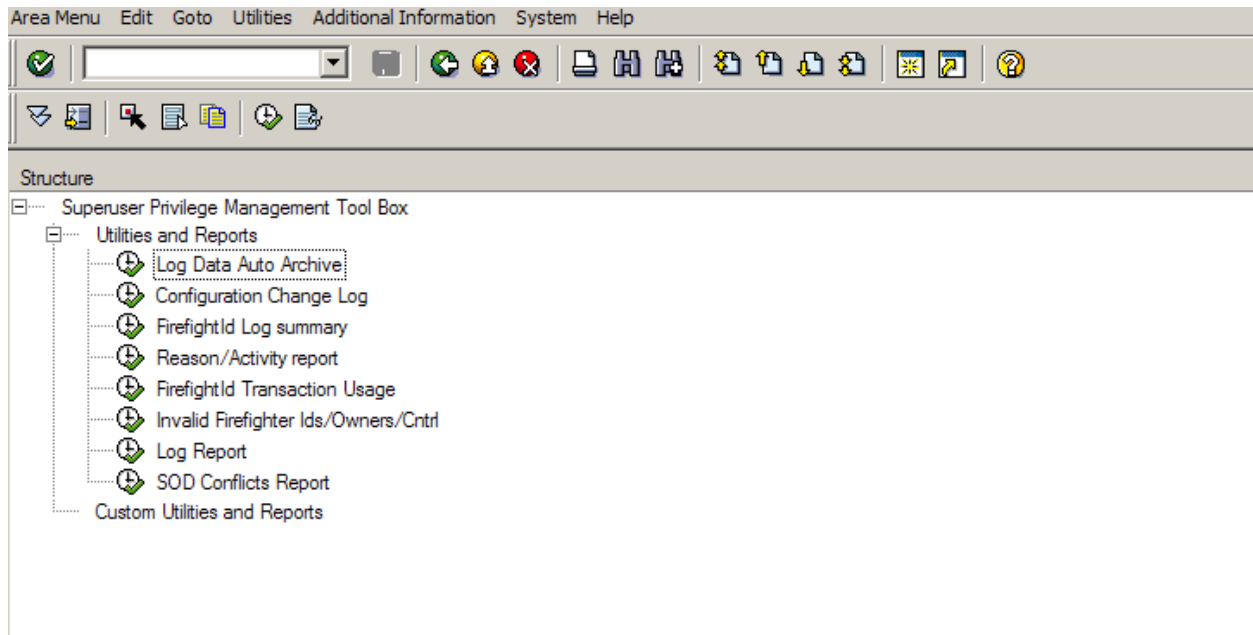 Area Menu Edit Goto Utilities Additional Information System Help
Structure
Superuser Privilege Management Tool Box
Utilities and Reports
Log Data Auto Archive
Configuration Change Log
FirefightId Log summary
Reason/Activity report
FirefightId Transaction Usage
Invalid Firefighter Ids/Owners/Cntrl
Log Report
SOD Conflicts Report
Custom Utilities and Reports